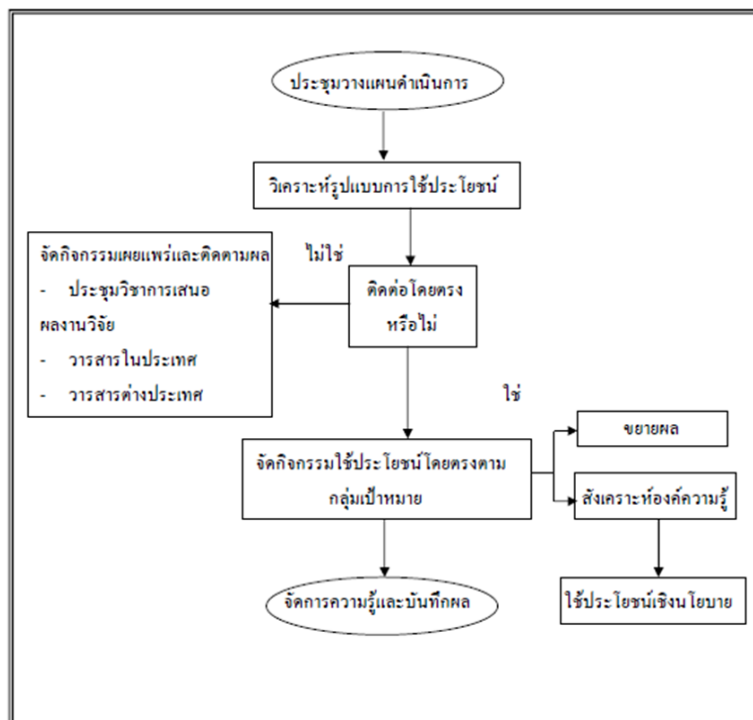 ประชุมวางแผนดำเนินการ
วิเคราะห์รูปแบบการใช้ประโยชน์
จัดกิจกรรมเผยแพร่และติดตามผล
- ประชุมวิชาการเสนอ
ผลงานวิจัย
- วารสารในประเทศ
- วารสารต่างประเทศ
ไม่ใช่
ติดต่อโดยตรง
หรือไม่
ใช่
ขยายผล
จัดกิจกรรมใช้ประโยชน์โดยตรงตาม
กลุ่มเป้าหมาย
สังเคราะห์องค์ความรู้
จัดการความรู้และบันทึกผล
ใช้ประโยชน์เชิงนโยบาย